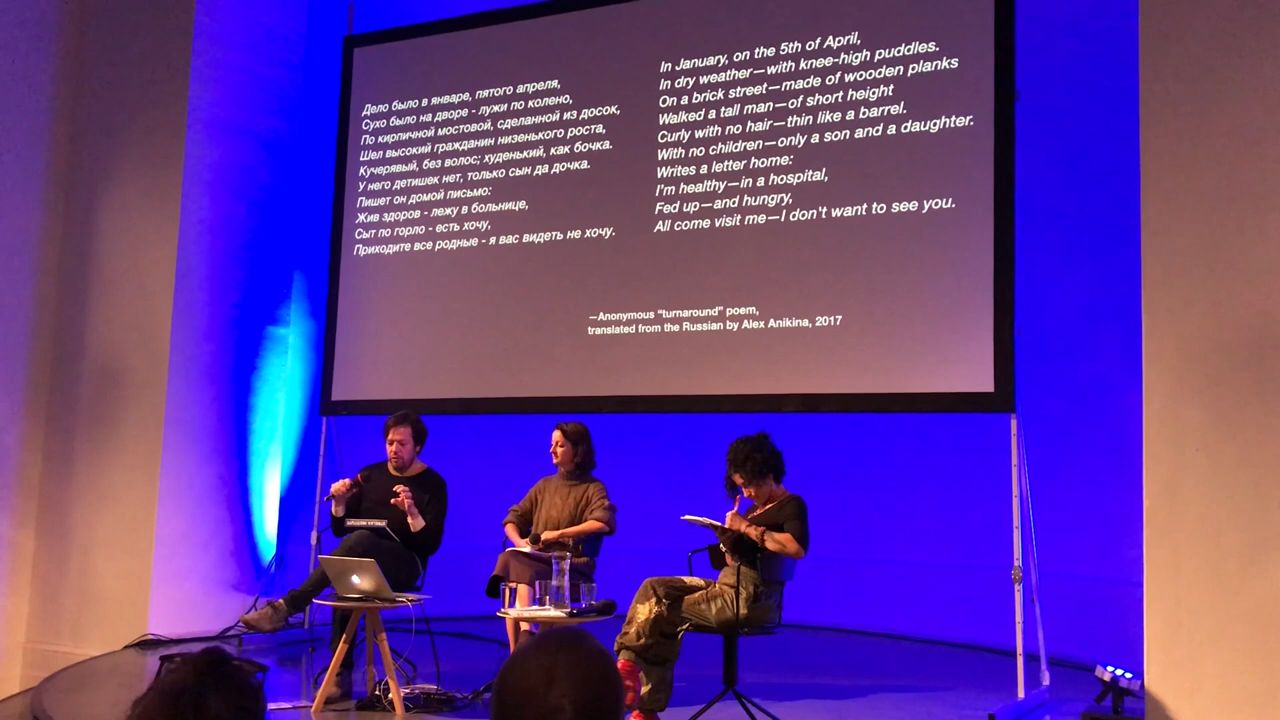 Дело было в январе, пятого апреля,
Сухо было на дворе - лужи по колено,
По кирпичной мостовой, сделанной из досок,
Шел высокий гражданин низенького роста,
Кучерявый, без волос; худенький, как бочка.
У него детишек нет, только сын да дочка.
Пишет он домой письмо:
Жив здоров - лежу в больнице,
Сыт по горло - есть хочу,
Приходите все родные - я вас видеть не хочу.
In January, on the 5th of April,
In dry weather—with knee-high puddles.
On a brick street—made of wooden planks
Walked a tall man—of short height
Curly with no hair—thin like a barrel.
With no children—only a son and a daughter.
Writes a letter home:
I'm healthy—in a hospital,
Fed up—and hungry,
All come visit me—I don't want to see you.
—Anonymous “turnaround” poem,
translated from the Russian by Alex Anikina, 2017